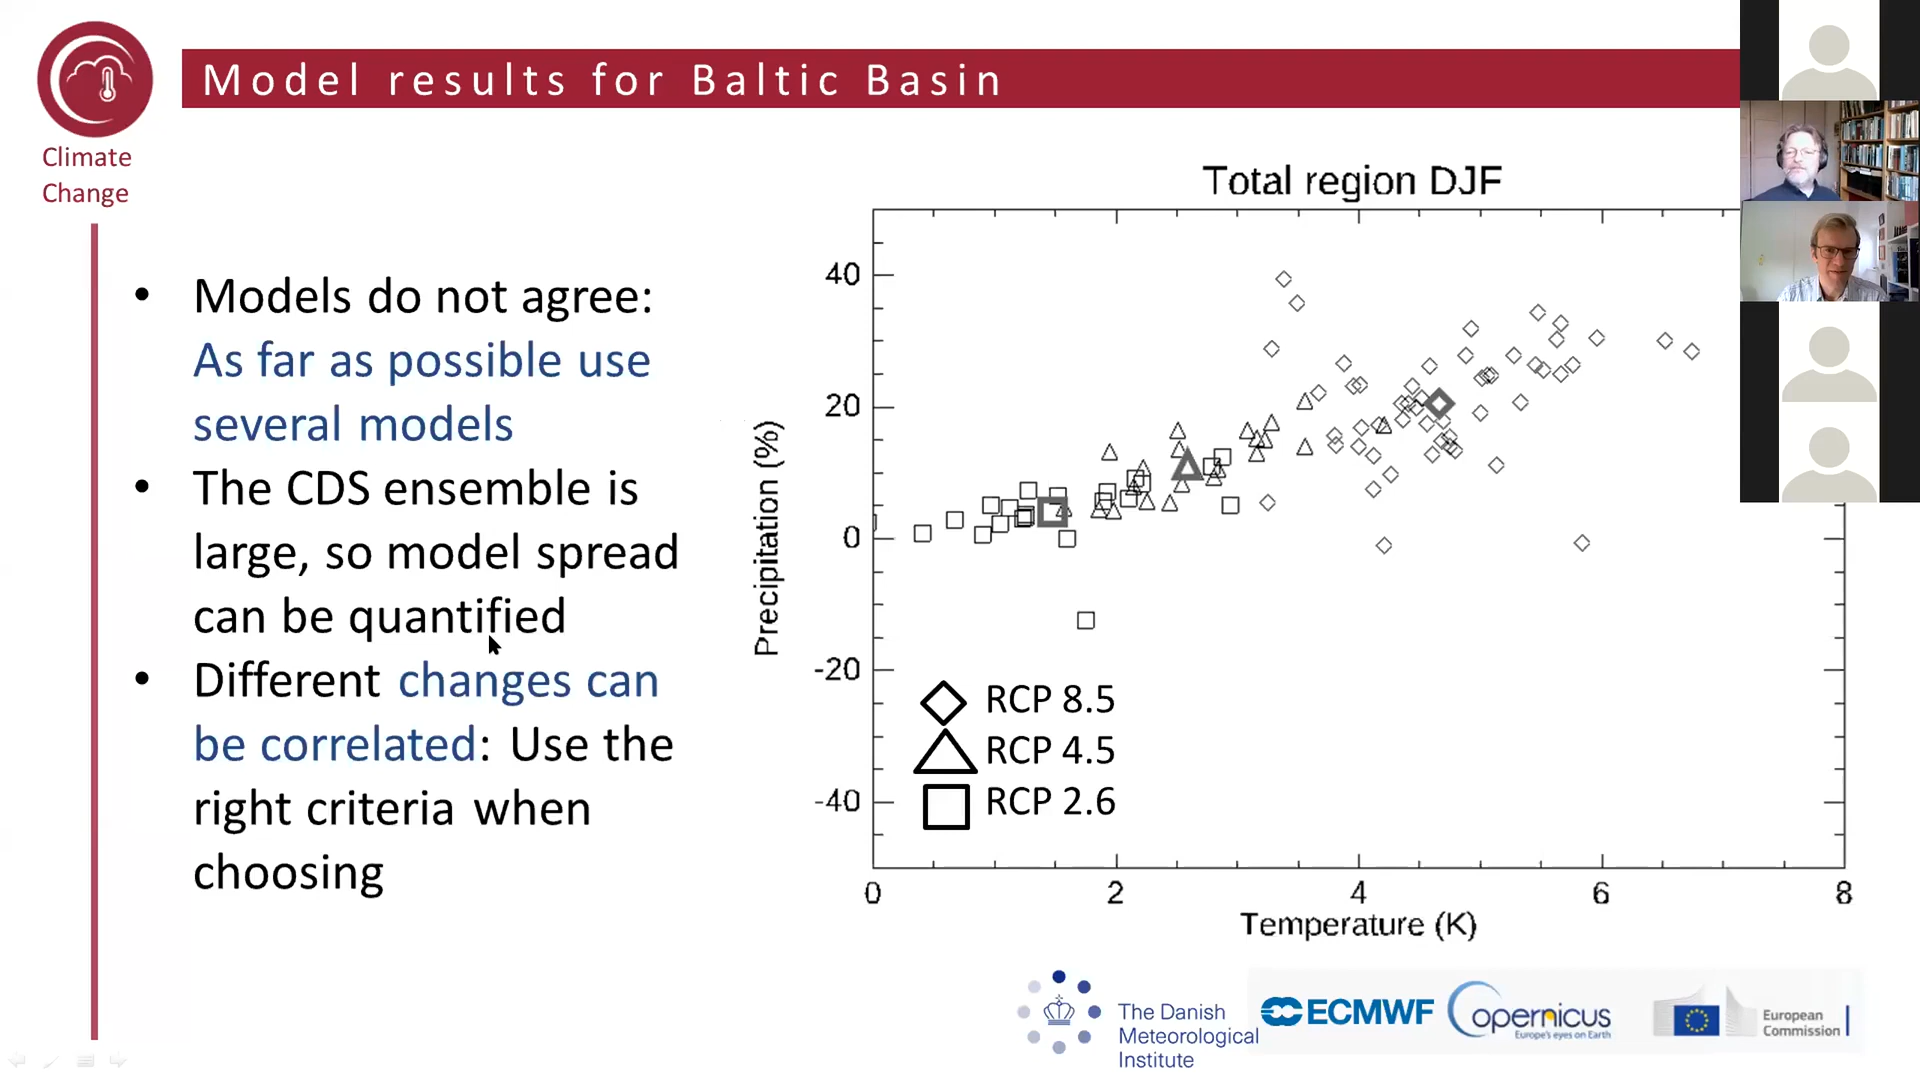 Model results for Baltic Basin
Climate
Change
• Models do not agree:
As far as possible use
several models
• The CDS ensemble is
large, so model spread
can be quantified
• Different changes can
be correlated: Use the
right criteria when
choosing
Total region DJF
Precipitation (%)
40
20
0
-20
-40
RCP 8.5
RCP 4.5
RCP 2.6
0 2 4 6 8
Temperature (K)
The Danish
Meteorological
Institute
ECMWF
Copernicus
Europe's eyes on Earth
European
Commission